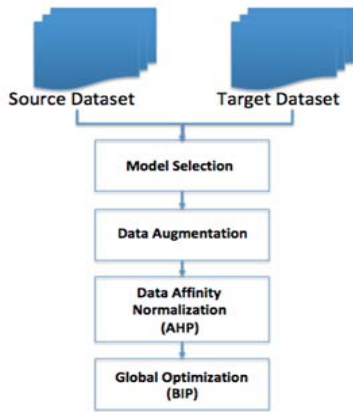 Source Dataset
Target Dataset
Model Selection
Data Augmentation
Data Affinity
Normalization
(AHP)
Global Optimization
(BIP)